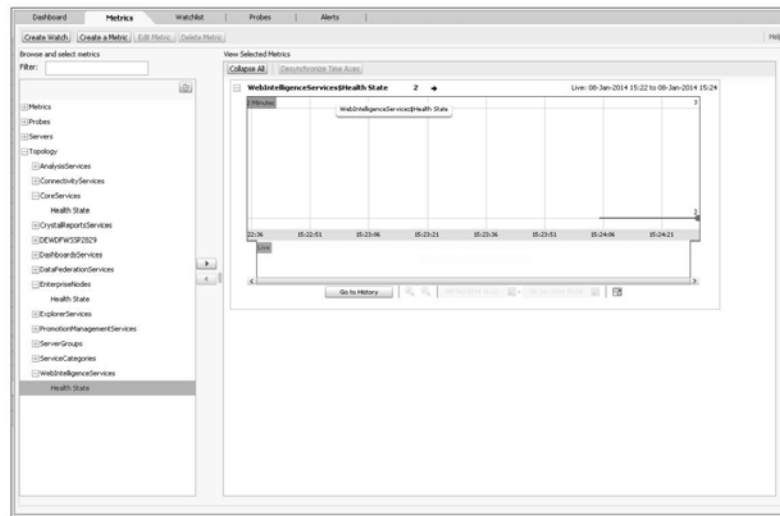 Dashboard Metrics Watchlist Probes Alerts
Create Watch Create a Metric Edit Metric Delete Metric Help
Browse and select metrics
Filter:
Metrics
Probes
Servers
Topology
AnalysisServices
ConnectivityServices
CoreServices
Health State
CrystalReportsServices
DEWDFWSSP2829
DashboardsServices
DataFederationServices
EnterpriseNodes
Health State
ExplorerServices
PromotionManagementServices
ServerGroups
ServiceCategories
WebIntelligenceServices
Health State
View Selected Metrics
Collapse All Desynchronize Time Axes
WebIntelligenceServices$Health State 2 Live: 08-Jan-2014 15:22 to 08-Jan-2014 15:24
2 Minutes 3
WebIntelligenceServices$Health State
2
22:36 15:22:51 15:23:06 15:23:21 15:23:36 15:23:51 15:24:06 15:24:21
Live
Go to History